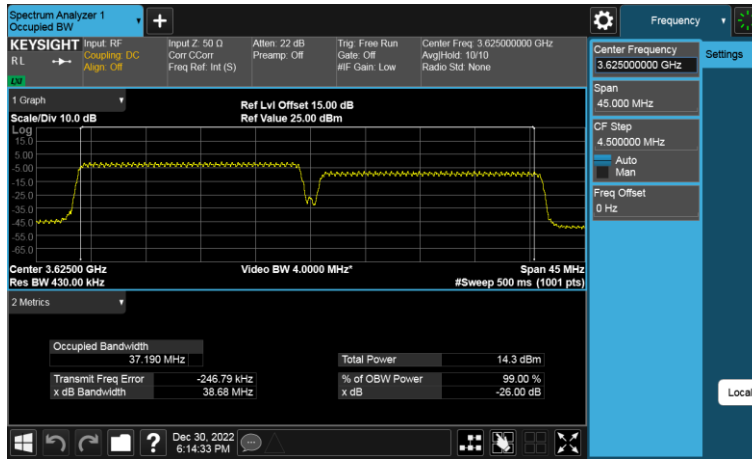 Spectrum Analyzer 1
Occupied BW
Frequency
KEYSIGHT
RL
LXI
Input: RF
Coupling: DC
Align: Off
Input Z: 50 Ω
Corr CCorr
Freq Ref: Int (S)
Atten: 22 dB
Preamp: Off
Trig: Free Run
Gate: Off
#IF Gain: Low
Center Freq: 3.625000000 GHz
Avg|Hold: 10/10
Radio Std: None
Center Frequency
3.625000000 GHz
Settings
Span
45.000 MHz
CF Step
4.500000 MHz
Auto
Man
Freq Offset
0 Hz
Local
1 Graph
Scale/Div 10.0 dB
Ref Lvl Offset 15.00 dB
Ref Value 25.00 dBm
Log
15.0
5.00
-5.00
-15.0
-25.0
-35.0
-45.0
-55.0
-65.0
Center 3.62500 GHz
Res BW 430.00 kHz
Video BW 4.0000 MHz*
Span 45 MHz
#Sweep 500 ms (1001 pts)
2 Metrics
Occupied Bandwidth
37.190 MHz
Total Power 14.3 dBm
Transmit Freq Error -246.79 kHz
% of OBW Power 99.00 %
x dB Bandwidth 38.68 MHz
x dB -26.00 dB
?
Dec 30, 2022
6:14:33 PM